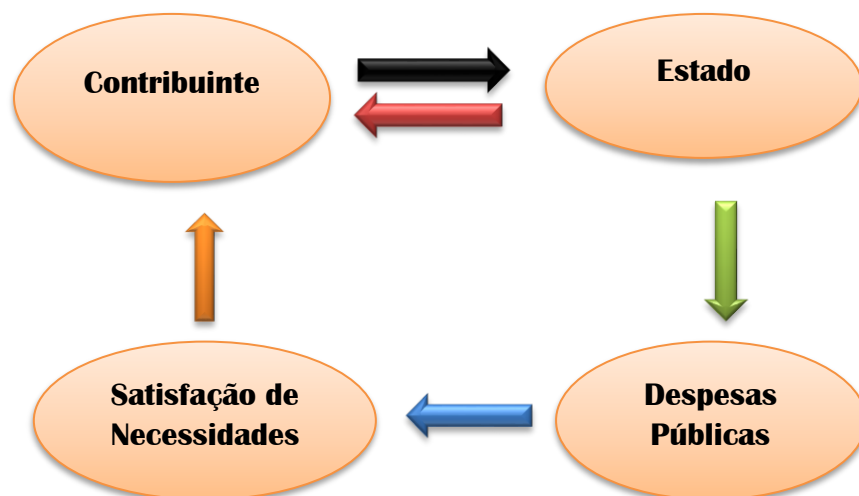 Contribuinte
Estado
Satisfação de
Necessidades
Despesas
Públicas